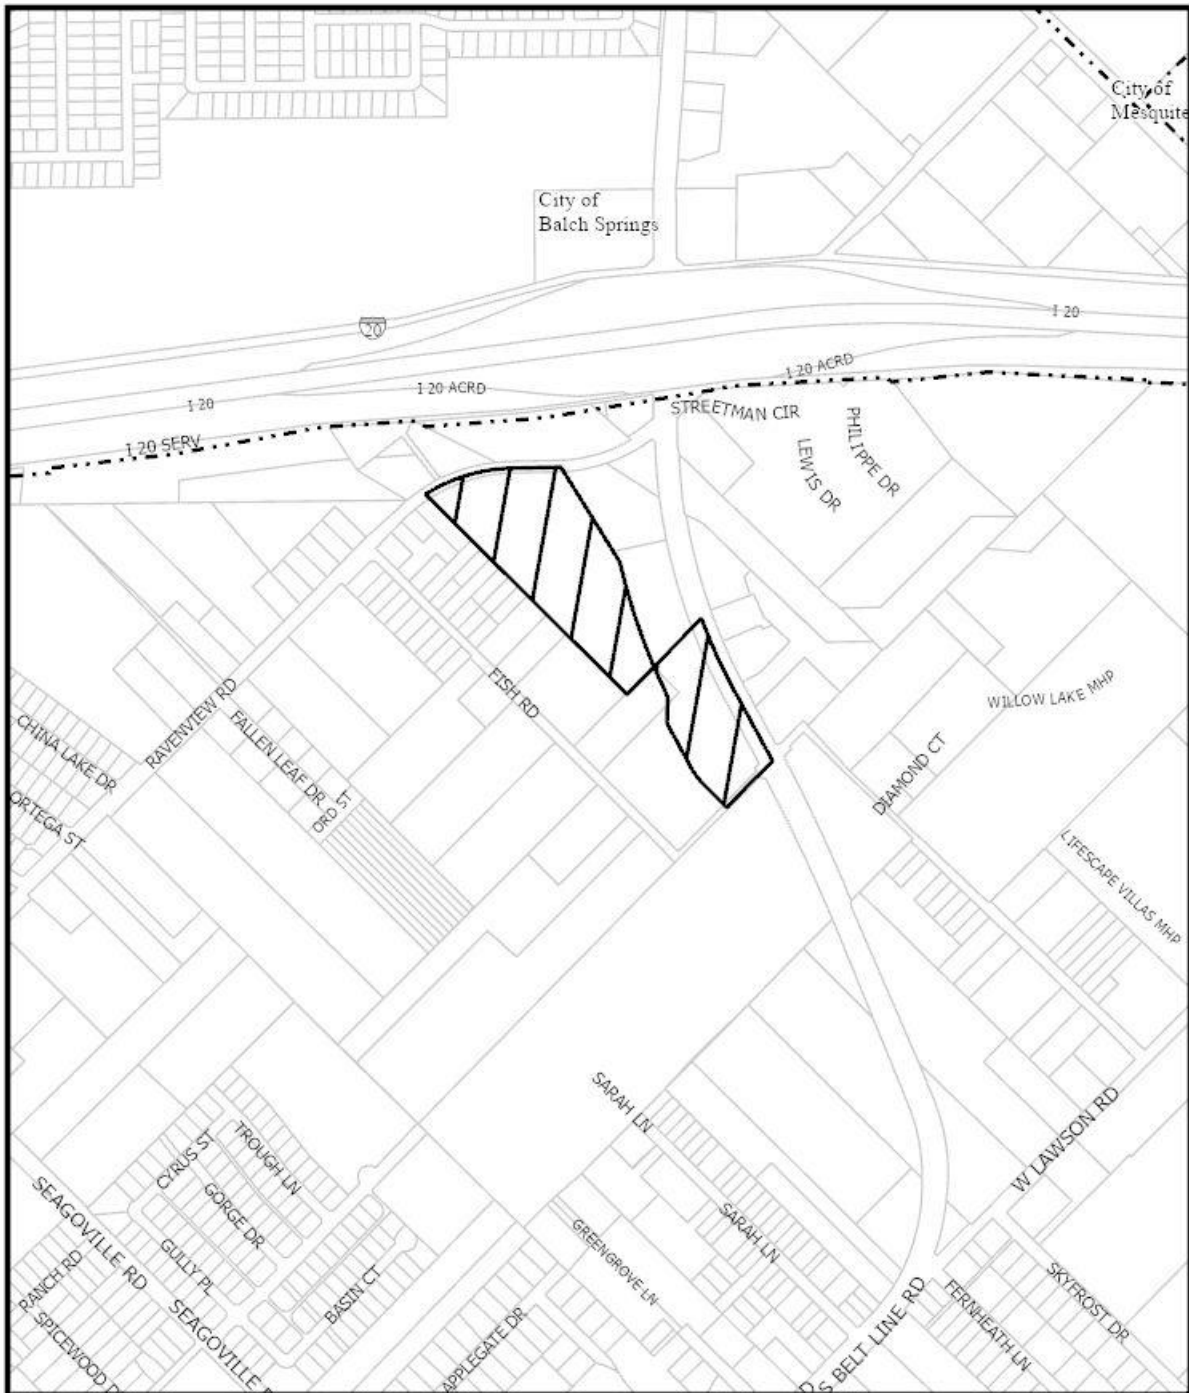 City of
Mesquite
City of
Balch Springs
20
I 20
I 20 ACRD
I 20 ACRD
I 20
STREETMAN CIR
PHILIPPE DR
LEWIS DR
I 20 SERV
FISH RD
WILLOW LAKE MHP
RAVENVIEW RD
FALLEN LEAF DR
CHINA LAKE DR
DIAMOND CT
ORD ST
ORTEGA ST
LIFESCAPE VILLAS MHP
SARAH LN
W LAWSON RD
TROUGH LN
CYRUS ST
GORGE DR
SEAGOVILLE RD
SARAH LN
GREENGROVE LN
GULLY PL
BASIN CT
RANCH RD
SKYFROST DR
FERNHEATH LN
SEAGOVILLE
SPICEWOOD
APPLEGATE DR
S BELT LINE RD